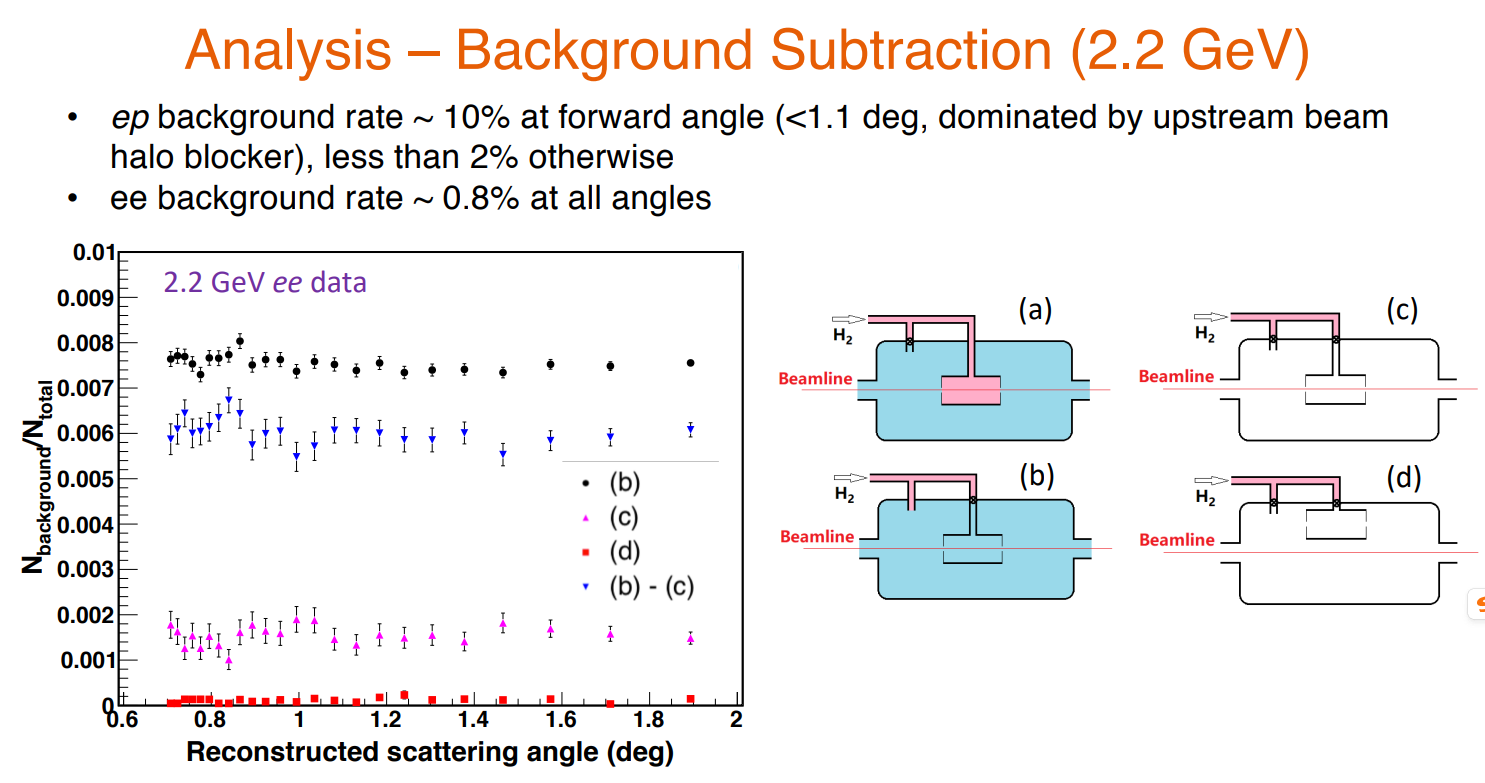 Analysis – Background Subtraction (2.2 GeV)
• ep background rate ~ 10% at forward angle (<1.1 deg, dominated by upstream beam
halo blocker), less than 2% otherwise
• ee background rate ~ 0.8% at all angles
2.2 GeV ee data
0.01
0.009
0.008
0.007
0.006
0.005
0.004
0.003
0.002
0.001
0
N_background/N_total
(b)
(c)
(d)
(b) - (c)
0.6 0.8 1 1.2 1.4 1.6 1.8 2
Reconstructed scattering angle (deg)
(a)
H₂
Beamline
(c)
H₂
Beamline
(b)
H₂
Beamline
(d)
H₂
Beamline